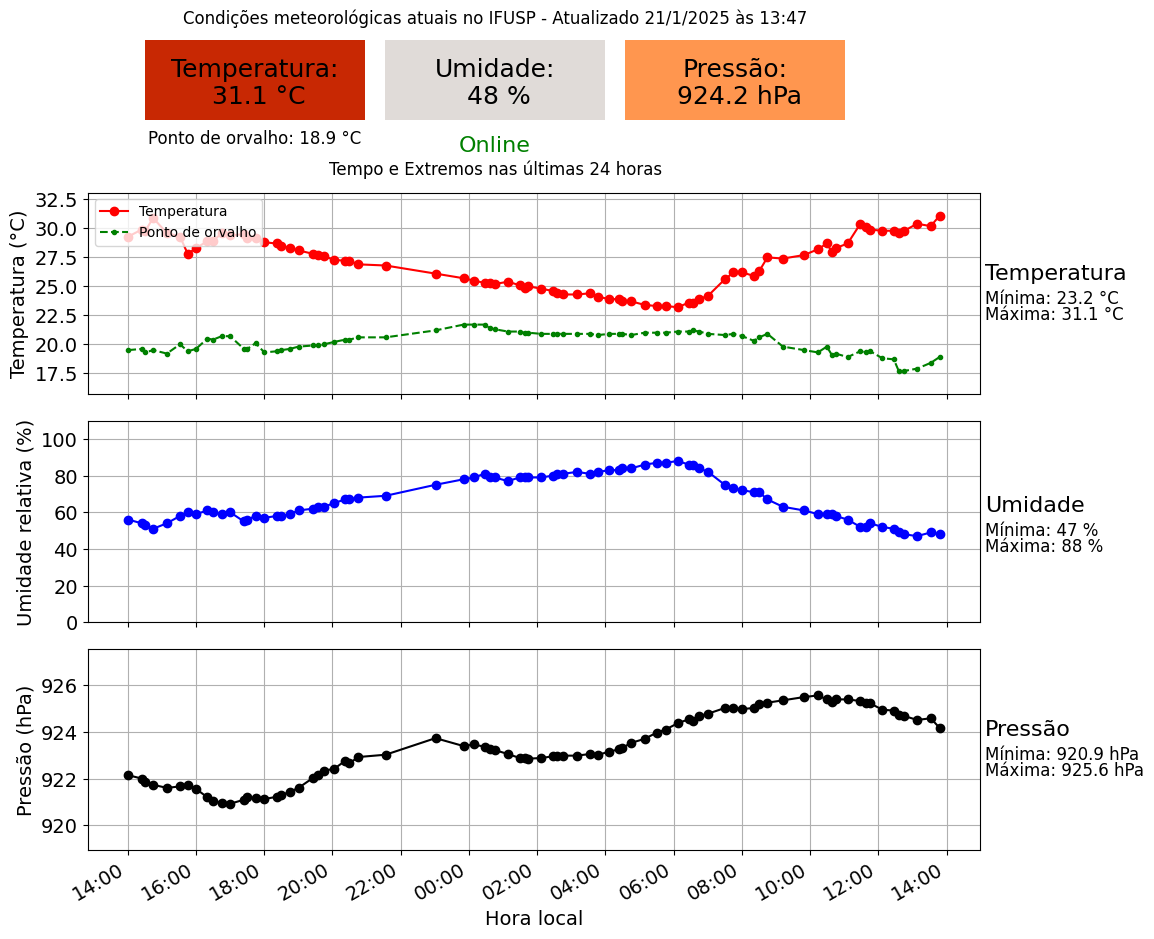 Condições meteorológicas atuais no IFUSP - Atualizado 21/1/2025 às 13:47
Temperatura:
31.1 °C
Umidade:
48 %
Pressão:
924.2 hPa
Ponto de orvalho: 18.9 °C
Online
Tempo e Extremos nas últimas 24 horas
Temperatura (°C)
32.5
30.0
27.5
25.0
22.5
20.0
17.5
Temperatura
Ponto de orvalho
Temperatura
Mínima: 23.2 °C
Máxima: 31.1 °C
Umidade relativa (%)
100
80
60
40
20
0
Umidade
Mínima: 47 %
Máxima: 88 %
Pressão (hPa)
926
924
922
920
Pressão
Mínima: 920.9 hPa
Máxima: 925.6 hPa
14:00
16:00
18:00
20:00
22:00
00:00
02:00
04:00
06:00
08:00
10:00
12:00
14:00
Hora local